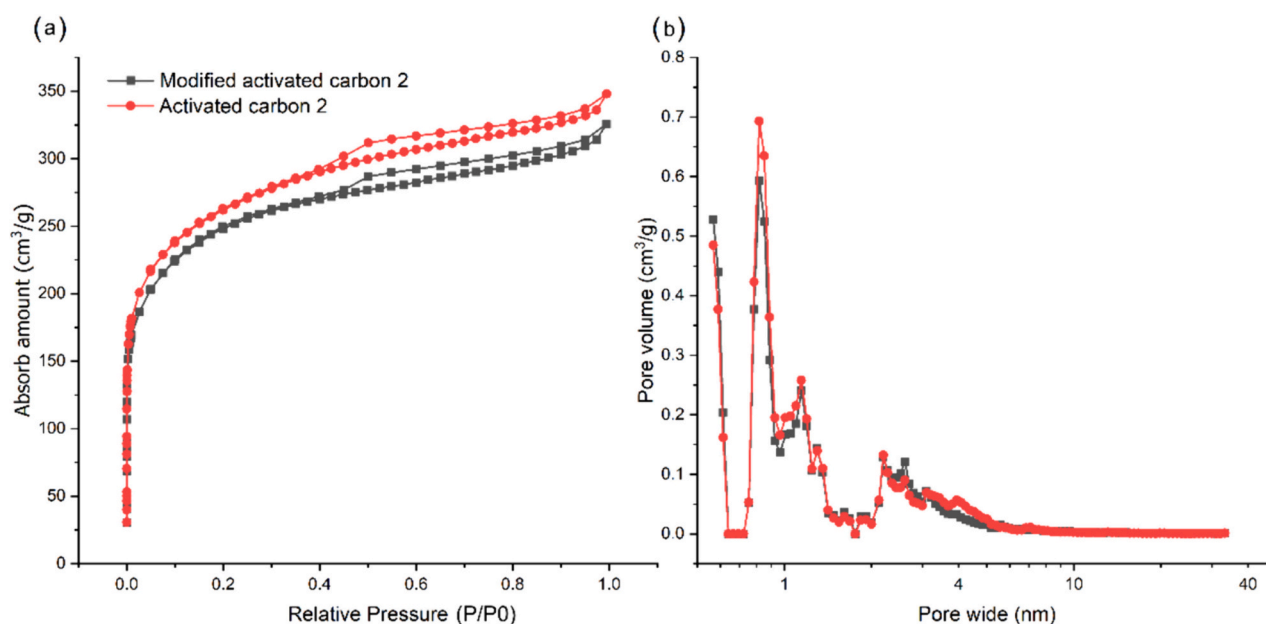 (a)
Absorb amount (cm³/g)
350
300
250
200
150
100
50
0
Modified activated carbon 2
Activated carbon 2
0.0 0.2 0.4 0.6 0.8 1.0
Relative Pressure (P/P0)
(b)
Pore volume (cm³/g)
0.8
0.7
0.6
0.5
0.4
0.3
0.2
0.1
0.0
1 4 10 40
Pore wide (nm)